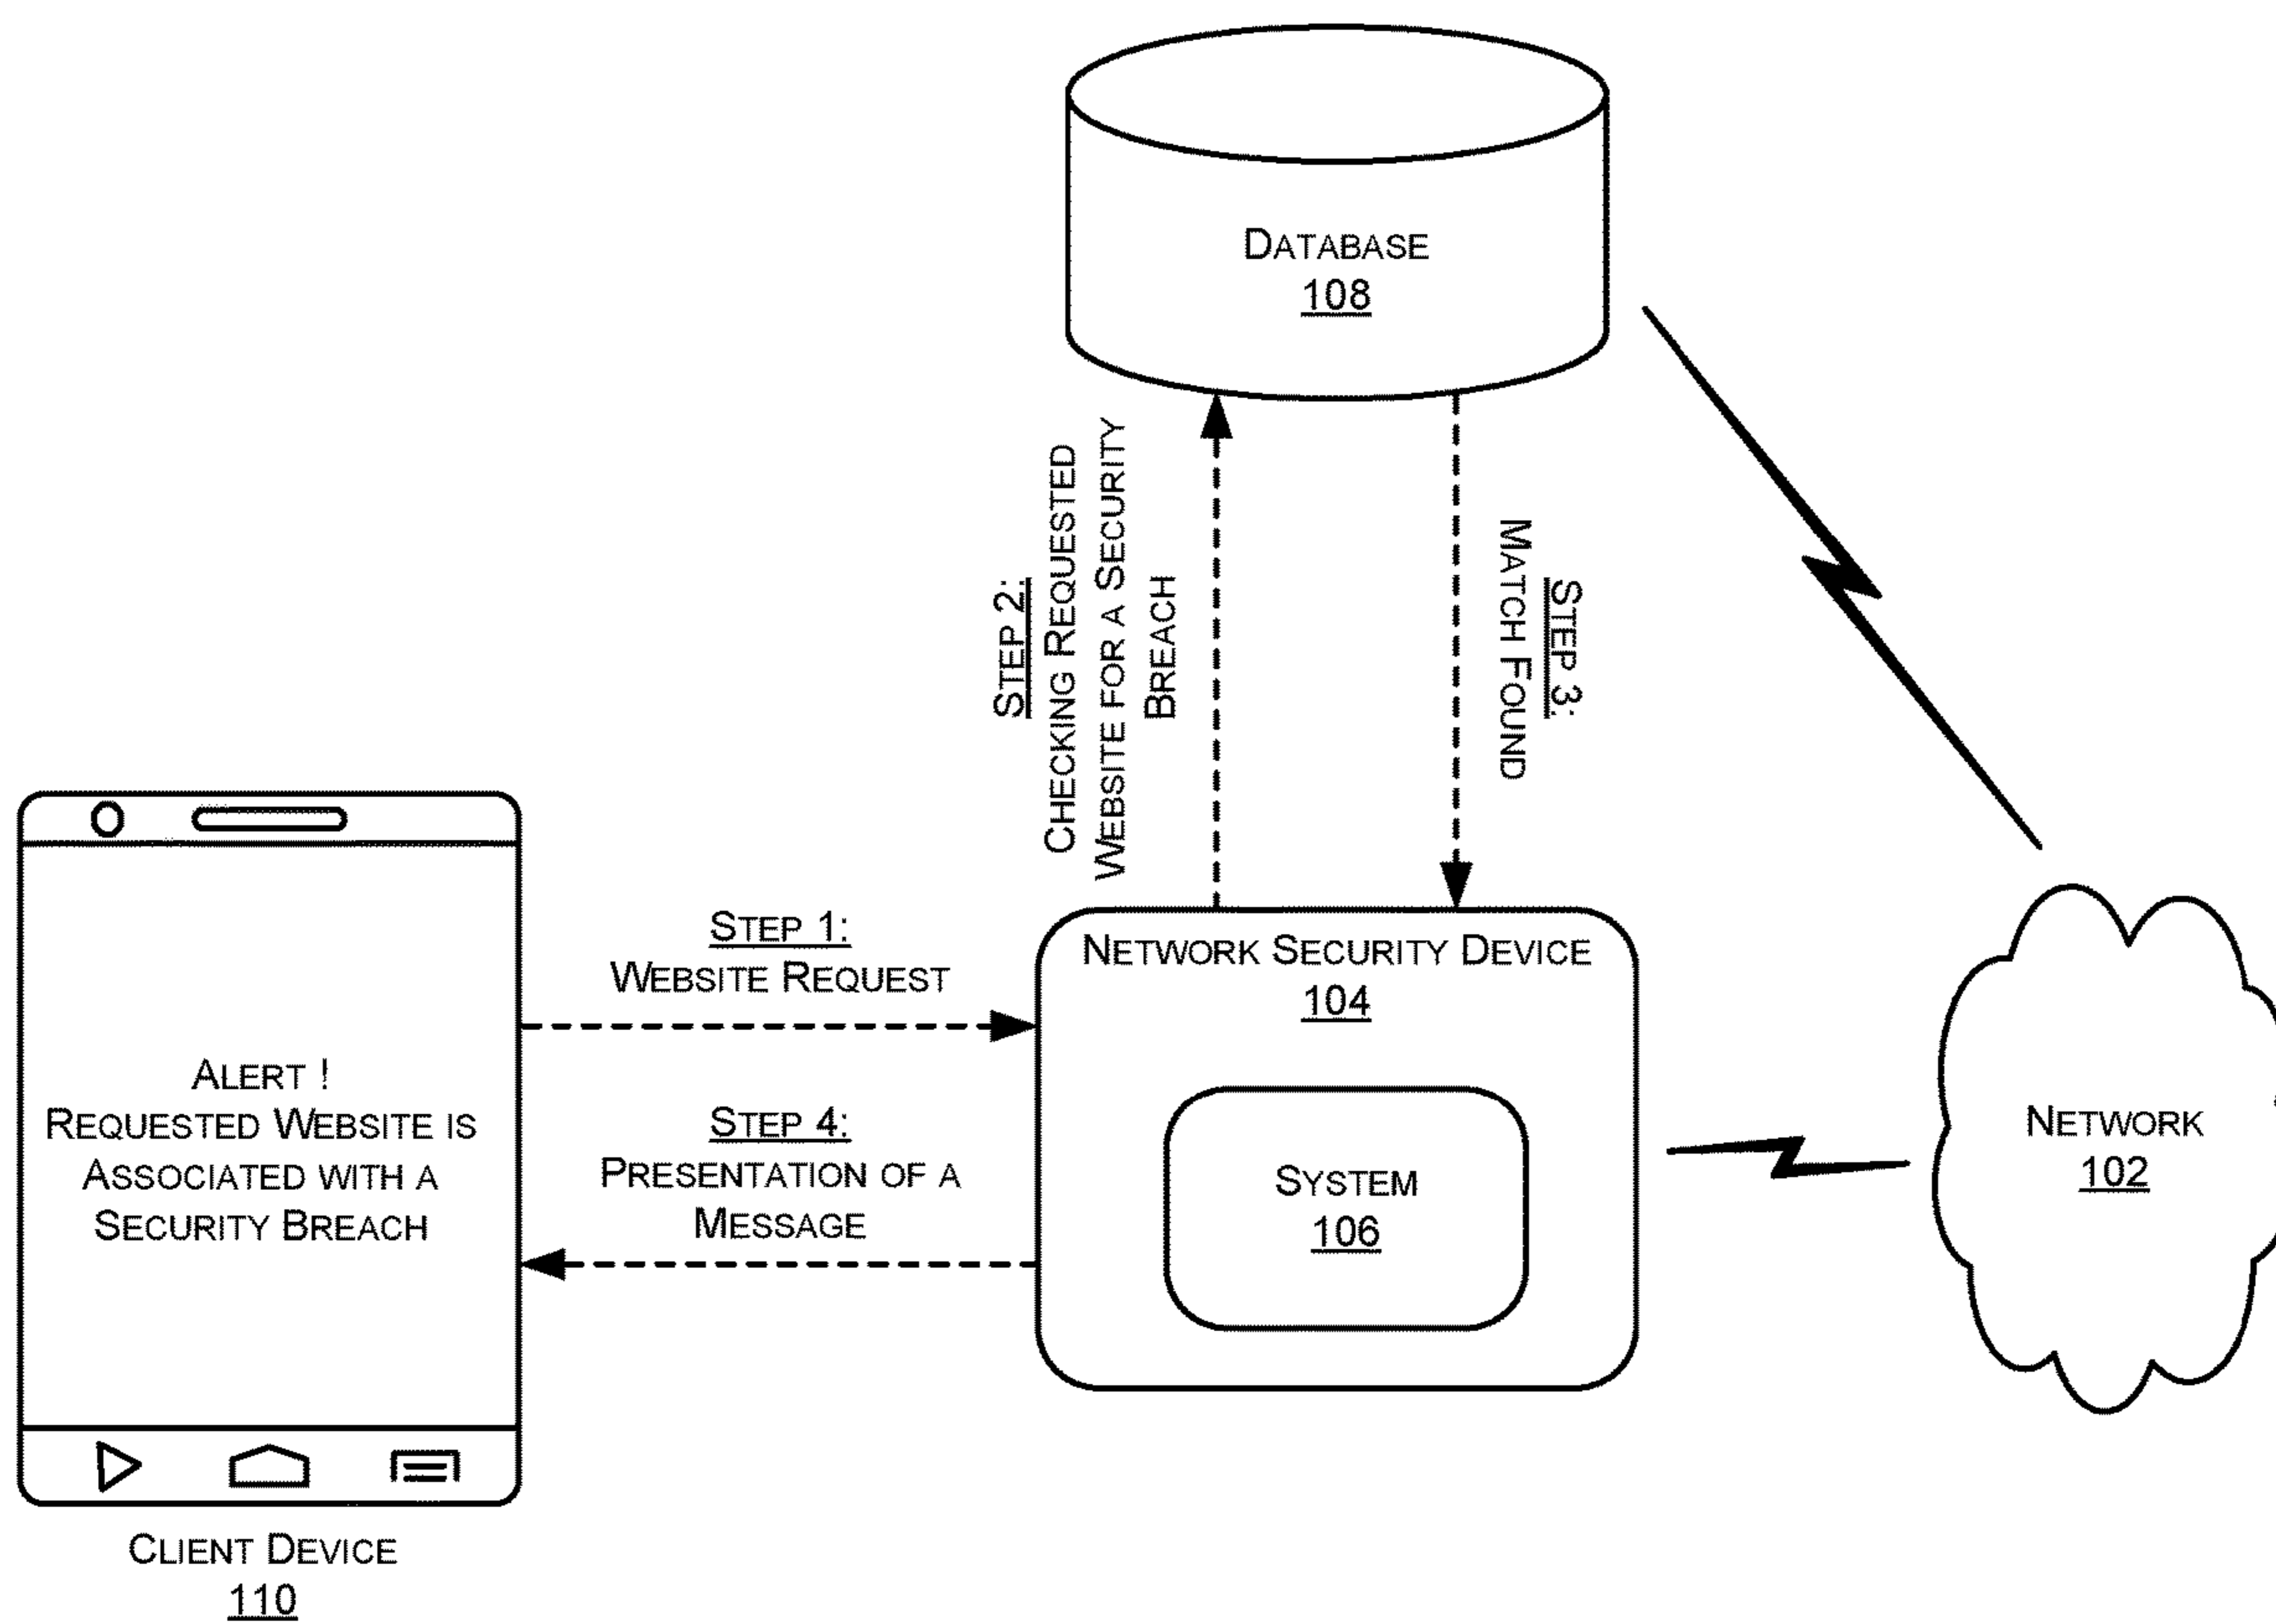 DATABASE
108
STEP 2:
CHECKING REQUESTED
WEBSITE FOR A SECURITY
BREACH
STEP 3:
MATCH FOUND
STEP 1:
WEBSITE REQUEST
NETWORK SECURITY DEVICE
104
ALERT !
REQUESTED WEBSITE IS
ASSOCIATED WITH A
SECURITY BREACH
STEP 4:
PRESENTATION OF A
MESSAGE
SYSTEM
106
NETWORK
102
CLIENT DEVICE
110